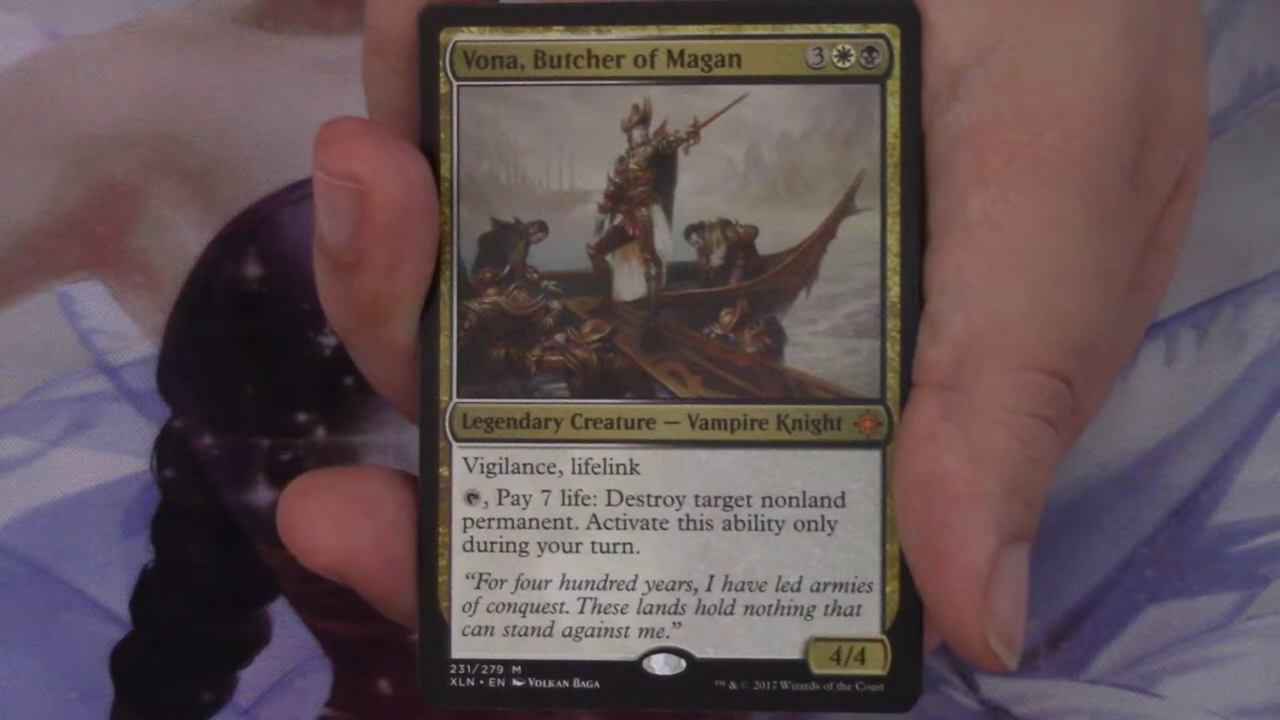 Vona, Butcher of Magan 3
Legendary Creature — Vampire Knight
Vigilance, lifelink
, Pay 7 life: Destroy target nonland
permanent. Activate this ability only
during your turn.
“For four hundred years, I have led armies
of conquest. These lands hold nothing that
can stand against me.”
4/4
231/279 M
XLN • EN Volkan Baga
™ & © 2017 Wizards of the Coast